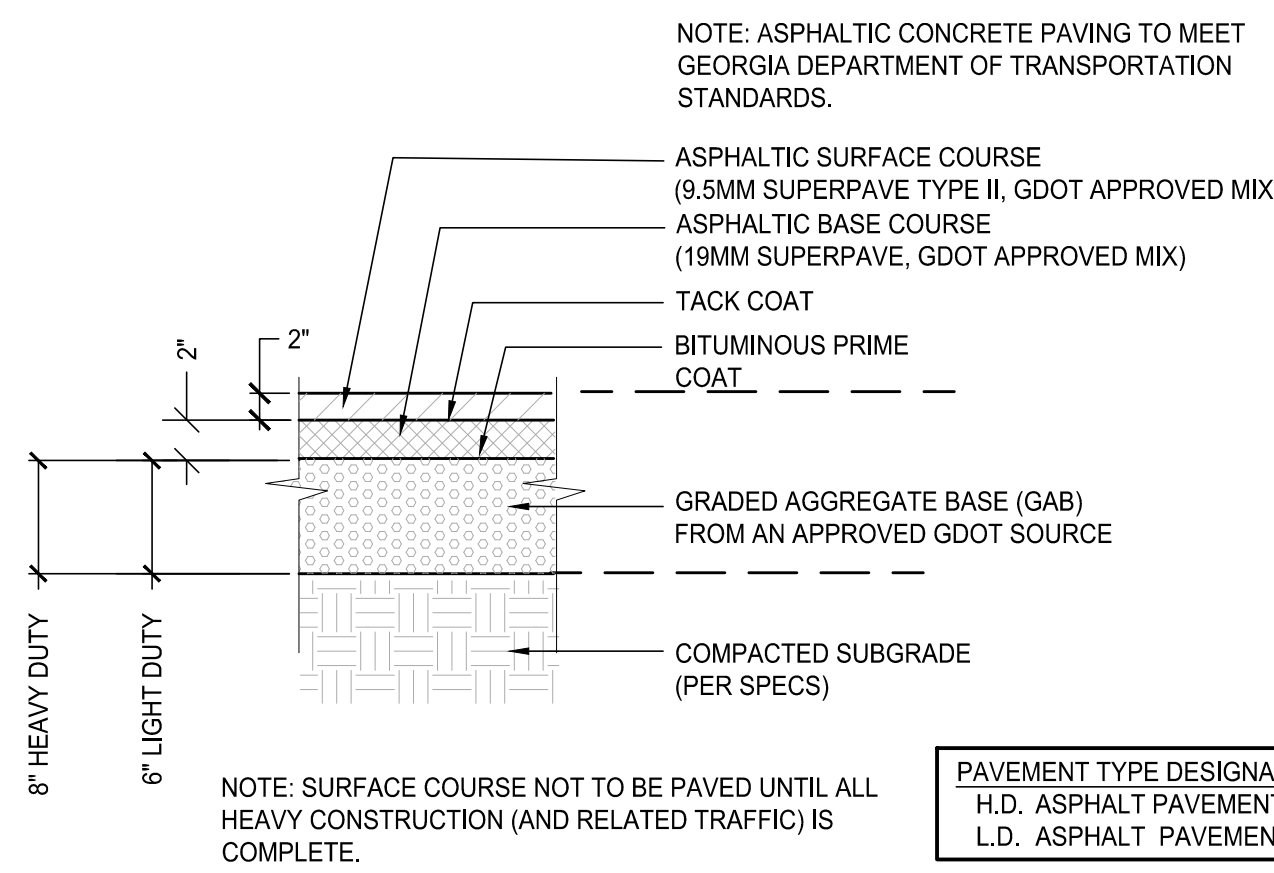 NOTE: ASPHALTIC CONCRETE PAVING TO MEET
GEORGIA DEPARTMENT OF TRANSPORTATION
STANDARDS.
ASPHALTIC SURFACE COURSE
(9.5MM SUPERPAVE TYPE II, GDOT APPROVED MIX
ASPHALTIC BASE COURSE
(19MM SUPERPAVE, GDOT APPROVED MIX)
TACK COAT
BITUMINOUS PRIME
COAT
2"
2"
GRADED AGGREGATE BASE (GAB)
FROM AN APPROVED GDOT SOURCE
COMPACTED SUBGRADE
(PER SPECS)
8" HEAVY DUTY
6" LIGHT DUTY
NOTE: SURFACE COURSE NOT TO BE PAVED UNTIL ALL
HEAVY CONSTRUCTION (AND RELATED TRAFFIC) IS
COMPLETE.
PAVEMENT TYPE DESIGNA
H.D. ASPHALT PAVEMENT
L.D. ASPHALT PAVEMEN